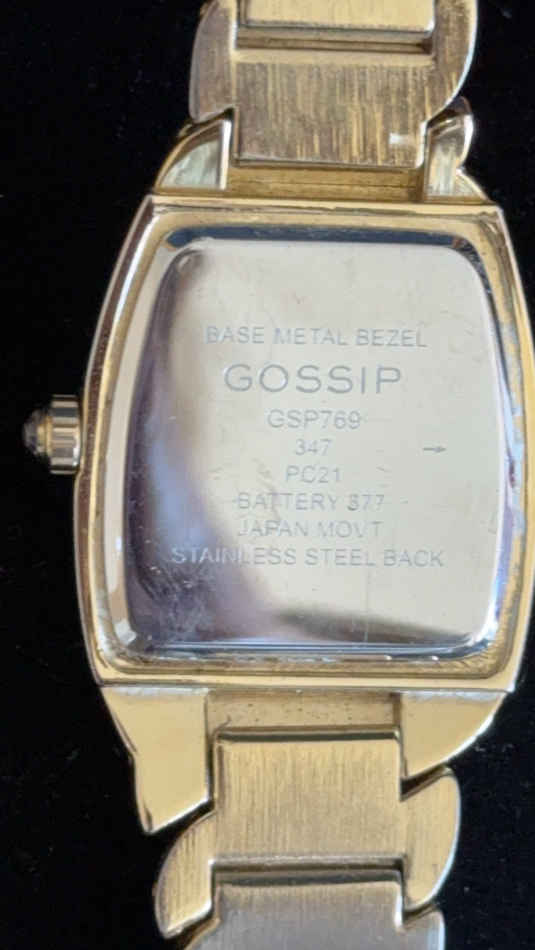 BASE METAL BEZEL
GOSSIP
GSP769
347
PC21
BATTERY 377
JAPAN MOVT
STAINLESS STEEL BACK